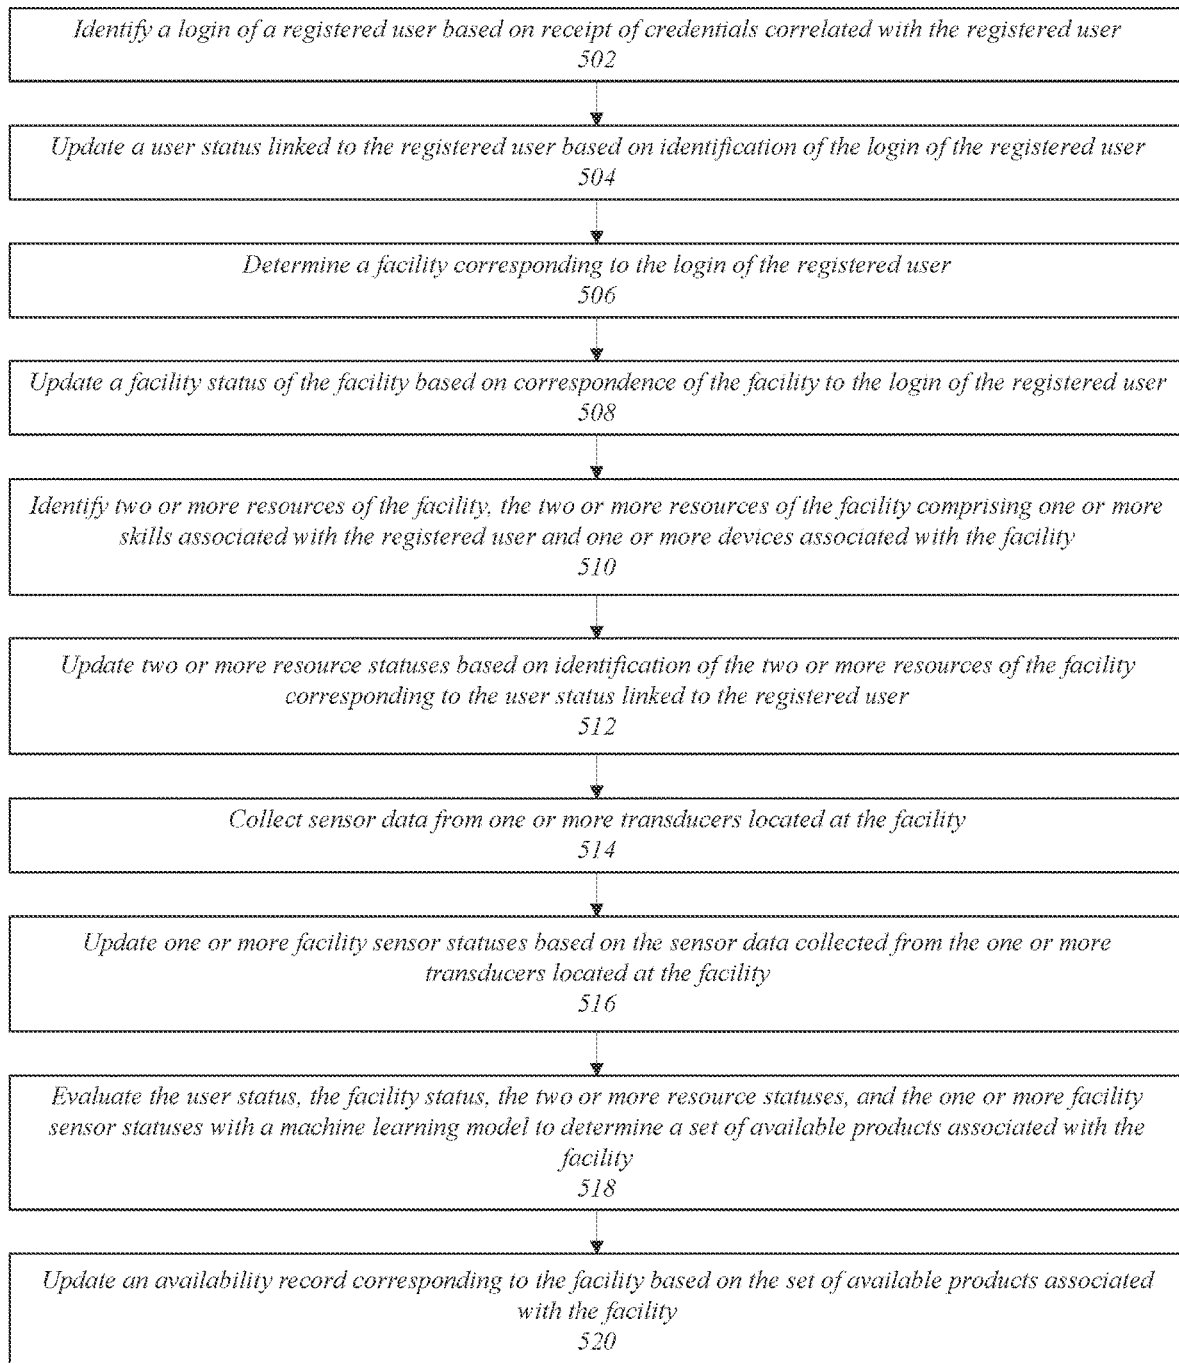 Identify a login of a registered user based on receipt of credentials correlated with the registered user
502
Update a user status linked to the registered user based on identification of the login of the registered user
504
Determine a facility corresponding to the login of the registered user
506
Update a facility status of the facility based on correspondence of the facility to the login of the registered user
508
Identify two or more resources of the facility, the two or more resources of the facility comprising one or more
skills associated with the registered user and one or more devices associated with the facility
510
Update two or more resource statuses based on identification of the two or more resources of the facility
corresponding to the user status linked to the registered user
512
Collect sensor data from one or more transducers located at the facility
514
Update one or more facility sensor statuses based on the sensor data collected from the one or more
transducers located at the facility
516
Evaluate the user status, the facility status, the two or more resource statuses, and the one or more facility
sensor statuses with a machine learning model to determine a set of available products associated with the
facility
518
Update an availability record corresponding to the facility based on the set of available products associated
with the facility
520